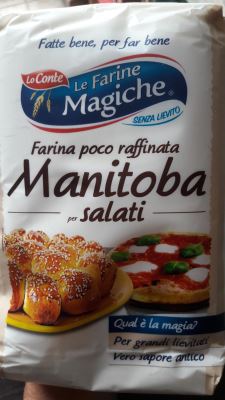 Fatte bene, per far bene
Lo Conte
Le Farine
Magiche®
SENZA LIEVITO
Farina poco raffinata
Manitoba
per salati
Qual è la magia?
Per grandi lievitati
Vero sapore antico